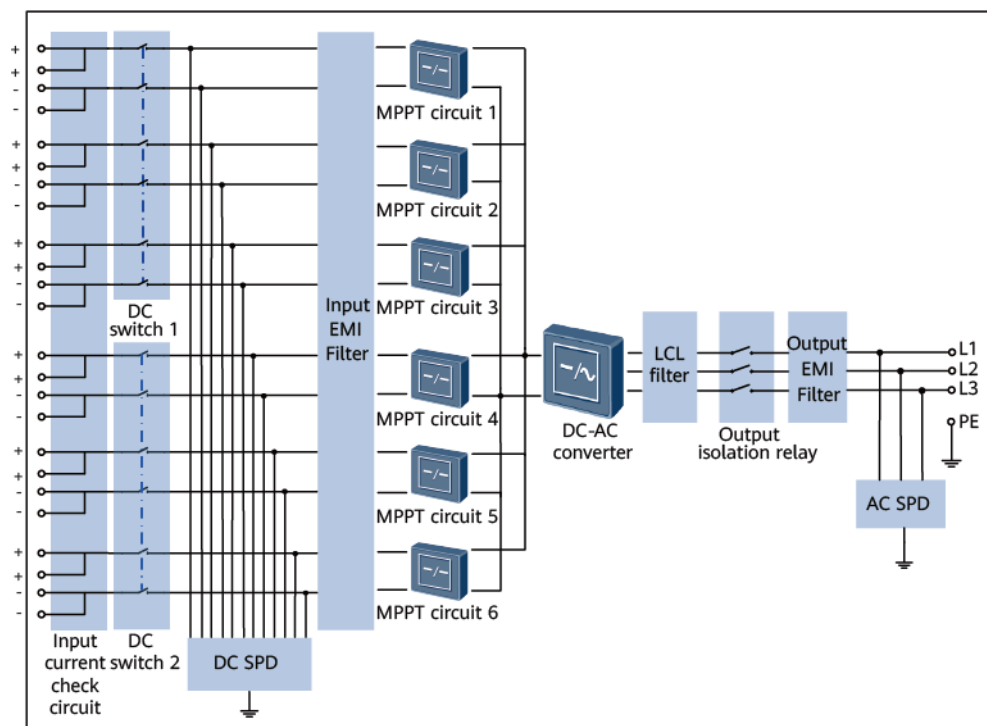 +
+
-
-
MPPT circuit 1
+
+
-
-
MPPT circuit 2
+
+
-
-
MPPT circuit 3
DC
switch 1
Input
EMI
Filter
+
+
-
-
MPPT circuit 4
DC-AC
converter
LCL
filter
Output
isolation relay
Output
EMI
Filter
L1
L2
L3
PE
AC SPD
+
+
-
-
MPPT circuit 5
+
+
-
-
MPPT circuit 6
Input
current
check
circuit
DC
switch 2
DC SPD